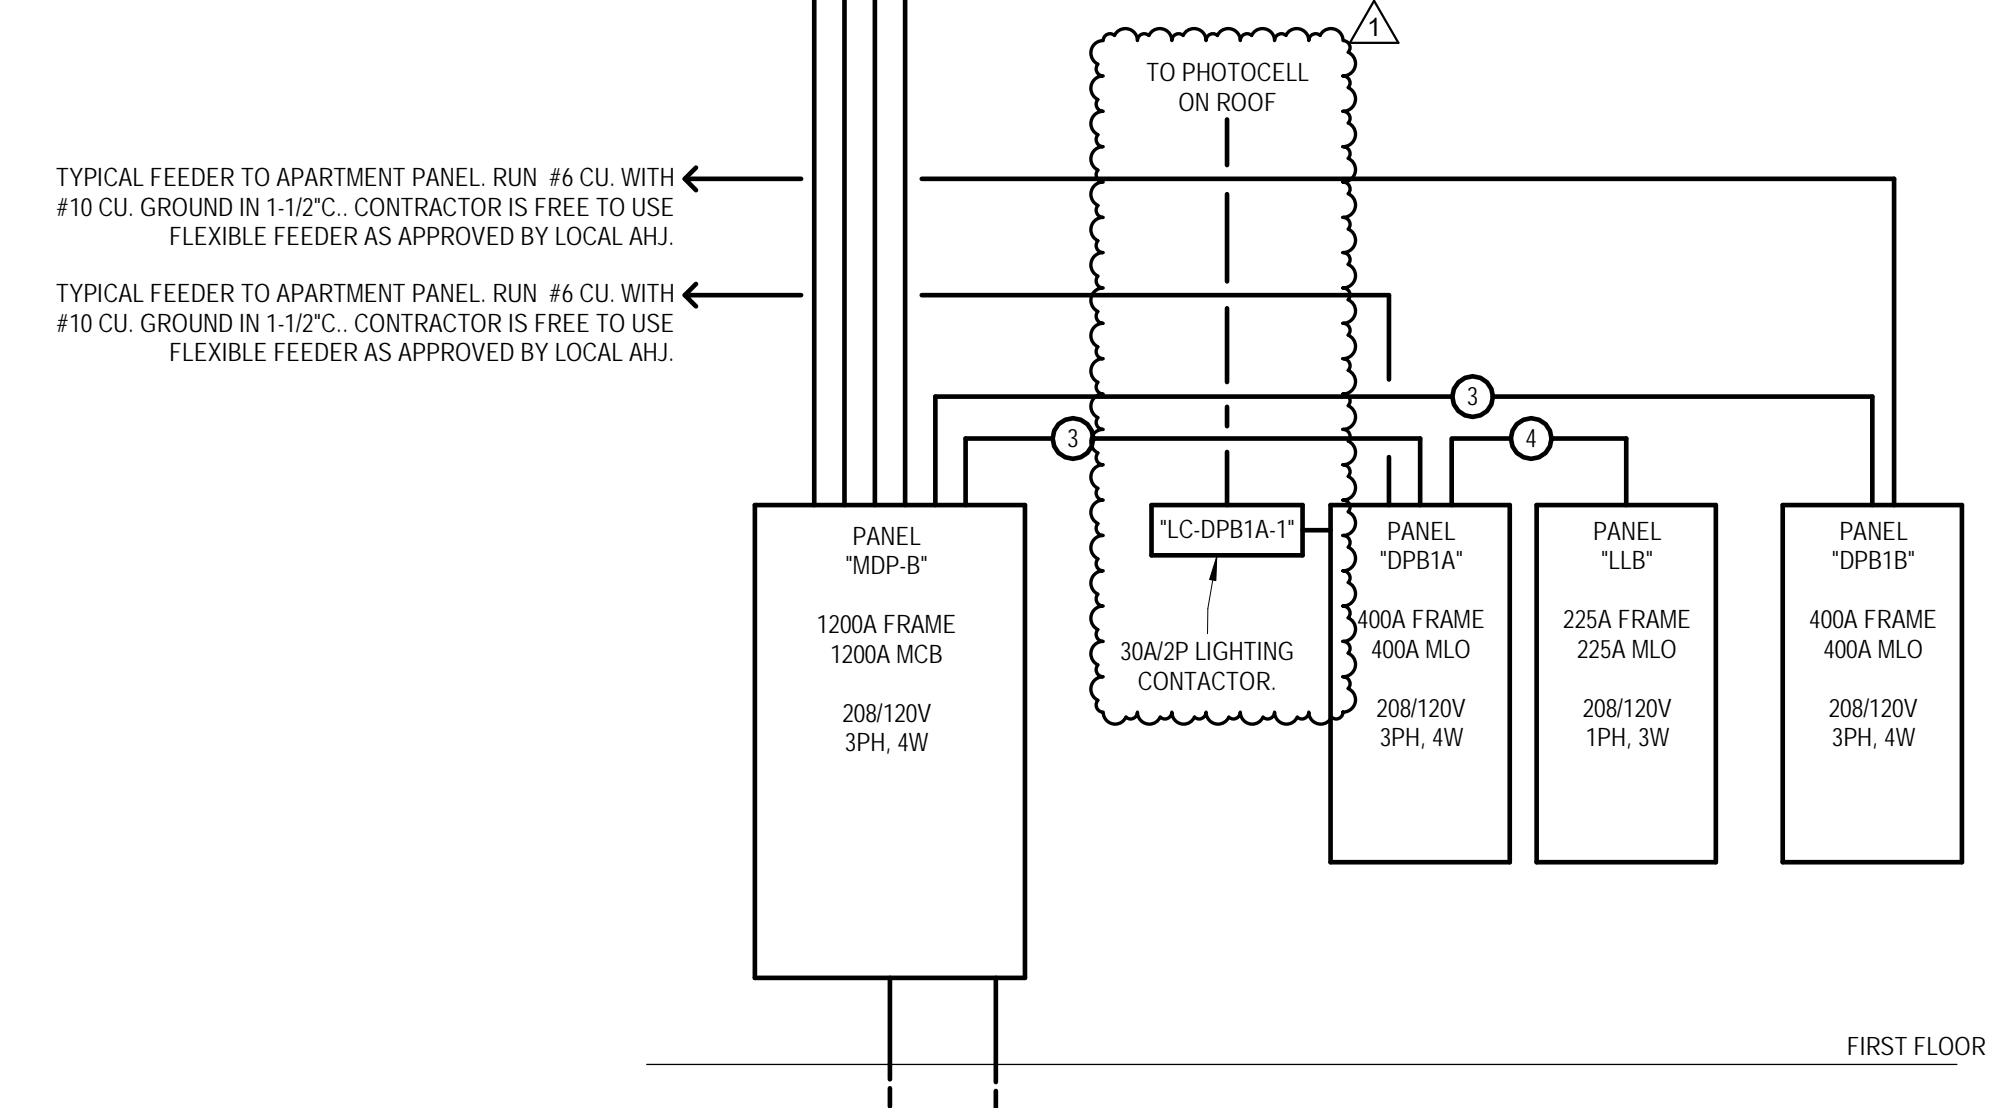 1
TO PHOTOCELL
ON ROOF
TYPICAL FEEDER TO APARTMENT PANEL. RUN #6 CU. WITH
#10 CU. GROUND IN 1-1/2"C.. CONTRACTOR IS FREE TO USE
FLEXIBLE FEEDER AS APPROVED BY LOCAL AHJ.
TYPICAL FEEDER TO APARTMENT PANEL. RUN #6 CU. WITH
#10 CU. GROUND IN 1-1/2"C.. CONTRACTOR IS FREE TO USE
FLEXIBLE FEEDER AS APPROVED BY LOCAL AHJ.
3
3
4
PANEL
"MDP-B"
1200A FRAME
1200A MCB
208/120V
3PH, 4W
"LC-DPB1A-1"
30A/2P LIGHTING
CONTACTOR.
PANEL
"DPB1A"
400A FRAME
400A MLO
208/120V
3PH, 4W
PANEL
"LLB"
225A FRAME
225A MLO
208/120V
1PH, 3W
PANEL
"DPB1B"
400A FRAME
400A MLO
208/120V
3PH, 4W
FIRST FLOOR